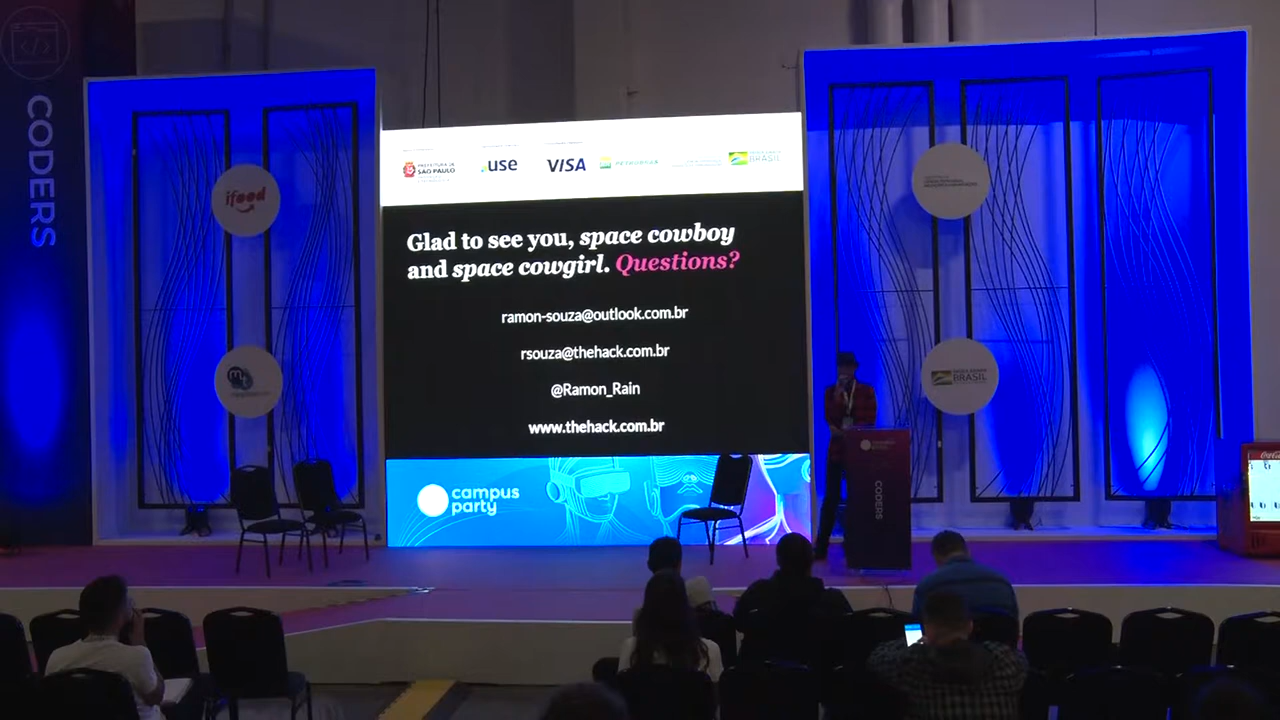 CODERS
ifood
PREFEITURA DE
SÃO PAULO
use
VISA
PETROBRAS
BRASIL
Glad to see you, space cowboy
and space cowgirl. Questions?
ramon-souza@outlook.com.br
rsouza@thehack.com.br
@Ramon_Rain
www.thehack.com.br
campus
party
BRASIL
CODERS